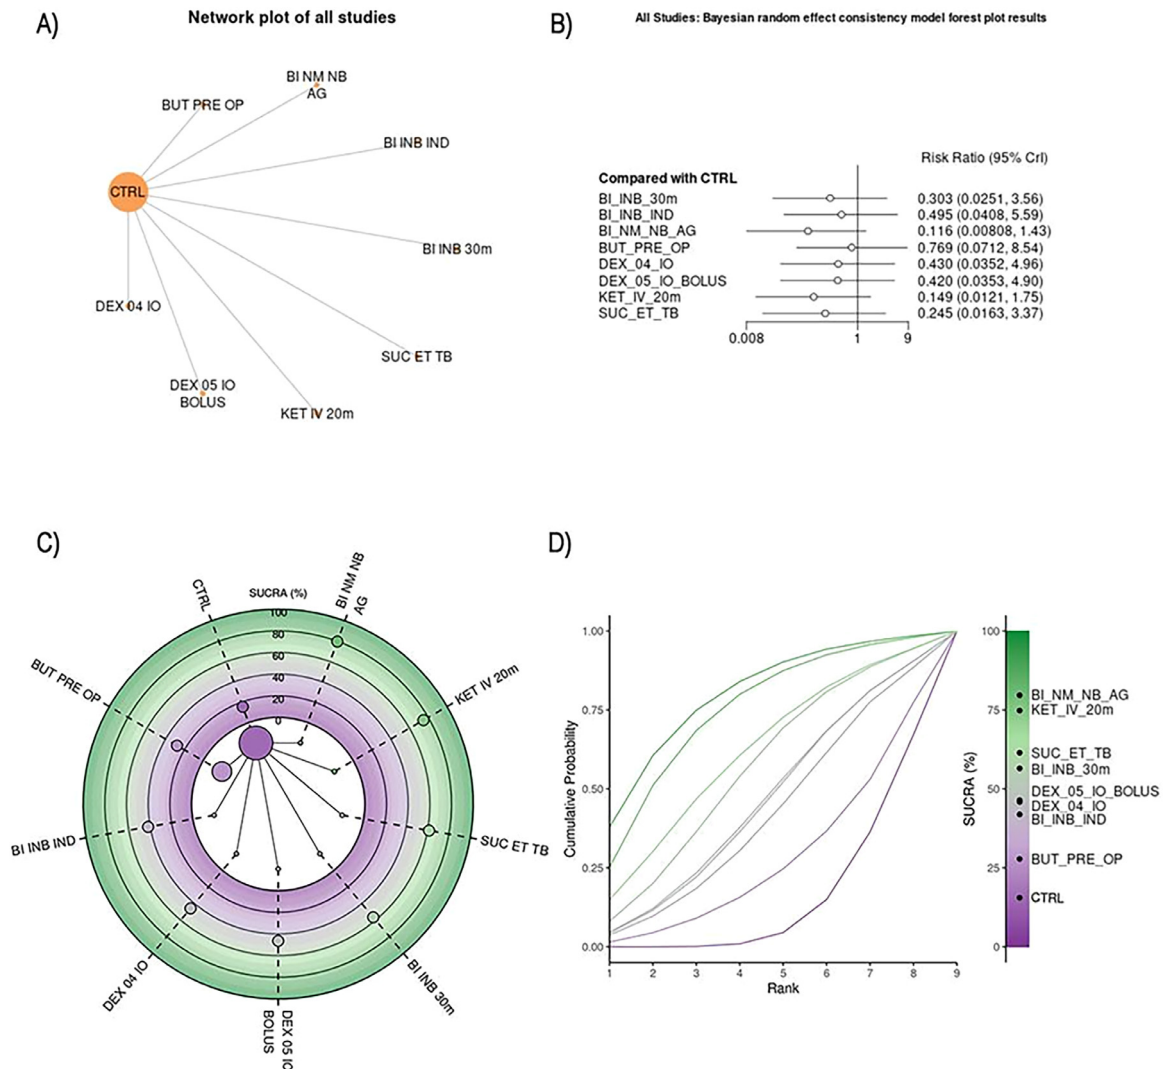 A)
Network plot of all studies
BI NM NB
AG
BUT PRE OP
BI INB IND
CTRL
BI INB 30m
DEX 04 IO
SUC ET TB
DEX 05 IO
BOLUS
KET IV 20m
B)
All Studies: Bayesian random effect consistency model forest plot results
Risk Ratio (95% CrI)
Compared with CTRL
BI_INB_30m 0.303 (0.0251, 3.56)
BI_INB_IND 0.495 (0.0408, 5.59)
BI_NM_NB_AG 0.116 (0.00808, 1.43)
BUT_PRE_OP 0.769 (0.0712, 8.54)
DEX_04_IO 0.430 (0.0352, 4.96)
DEX_05_IO_BOLUS 0.420 (0.0353, 4.90)
KET_IV_20m 0.149 (0.0121, 1.75)
SUC_ET_TB 0.245 (0.0163, 3.37)
0.008 1 9
C)
SUCRA (%)
100
80
60
40
20
0
CTRL
BI NM NB
AG
KET IV 20m
SUC ET TB
BI INB 30m
DEX 05 IO
BOLUS
DEX 04 IO
BI INB IND
BUT PRE OP
D)
Cumulative Probability
1.00
0.75
0.50
0.25
0.00
1 2 3 4 5 6 7 8 9
Rank
SUCRA (%)
100
75
50
25
0
BI_NM_NB_AG
KET_IV_20m
SUC_ET_TB
BI_INB_30m
DEX_05_IO_BOLUS
DEX_04_IO
BI_INB_IND
BUT_PRE_OP
CTRL